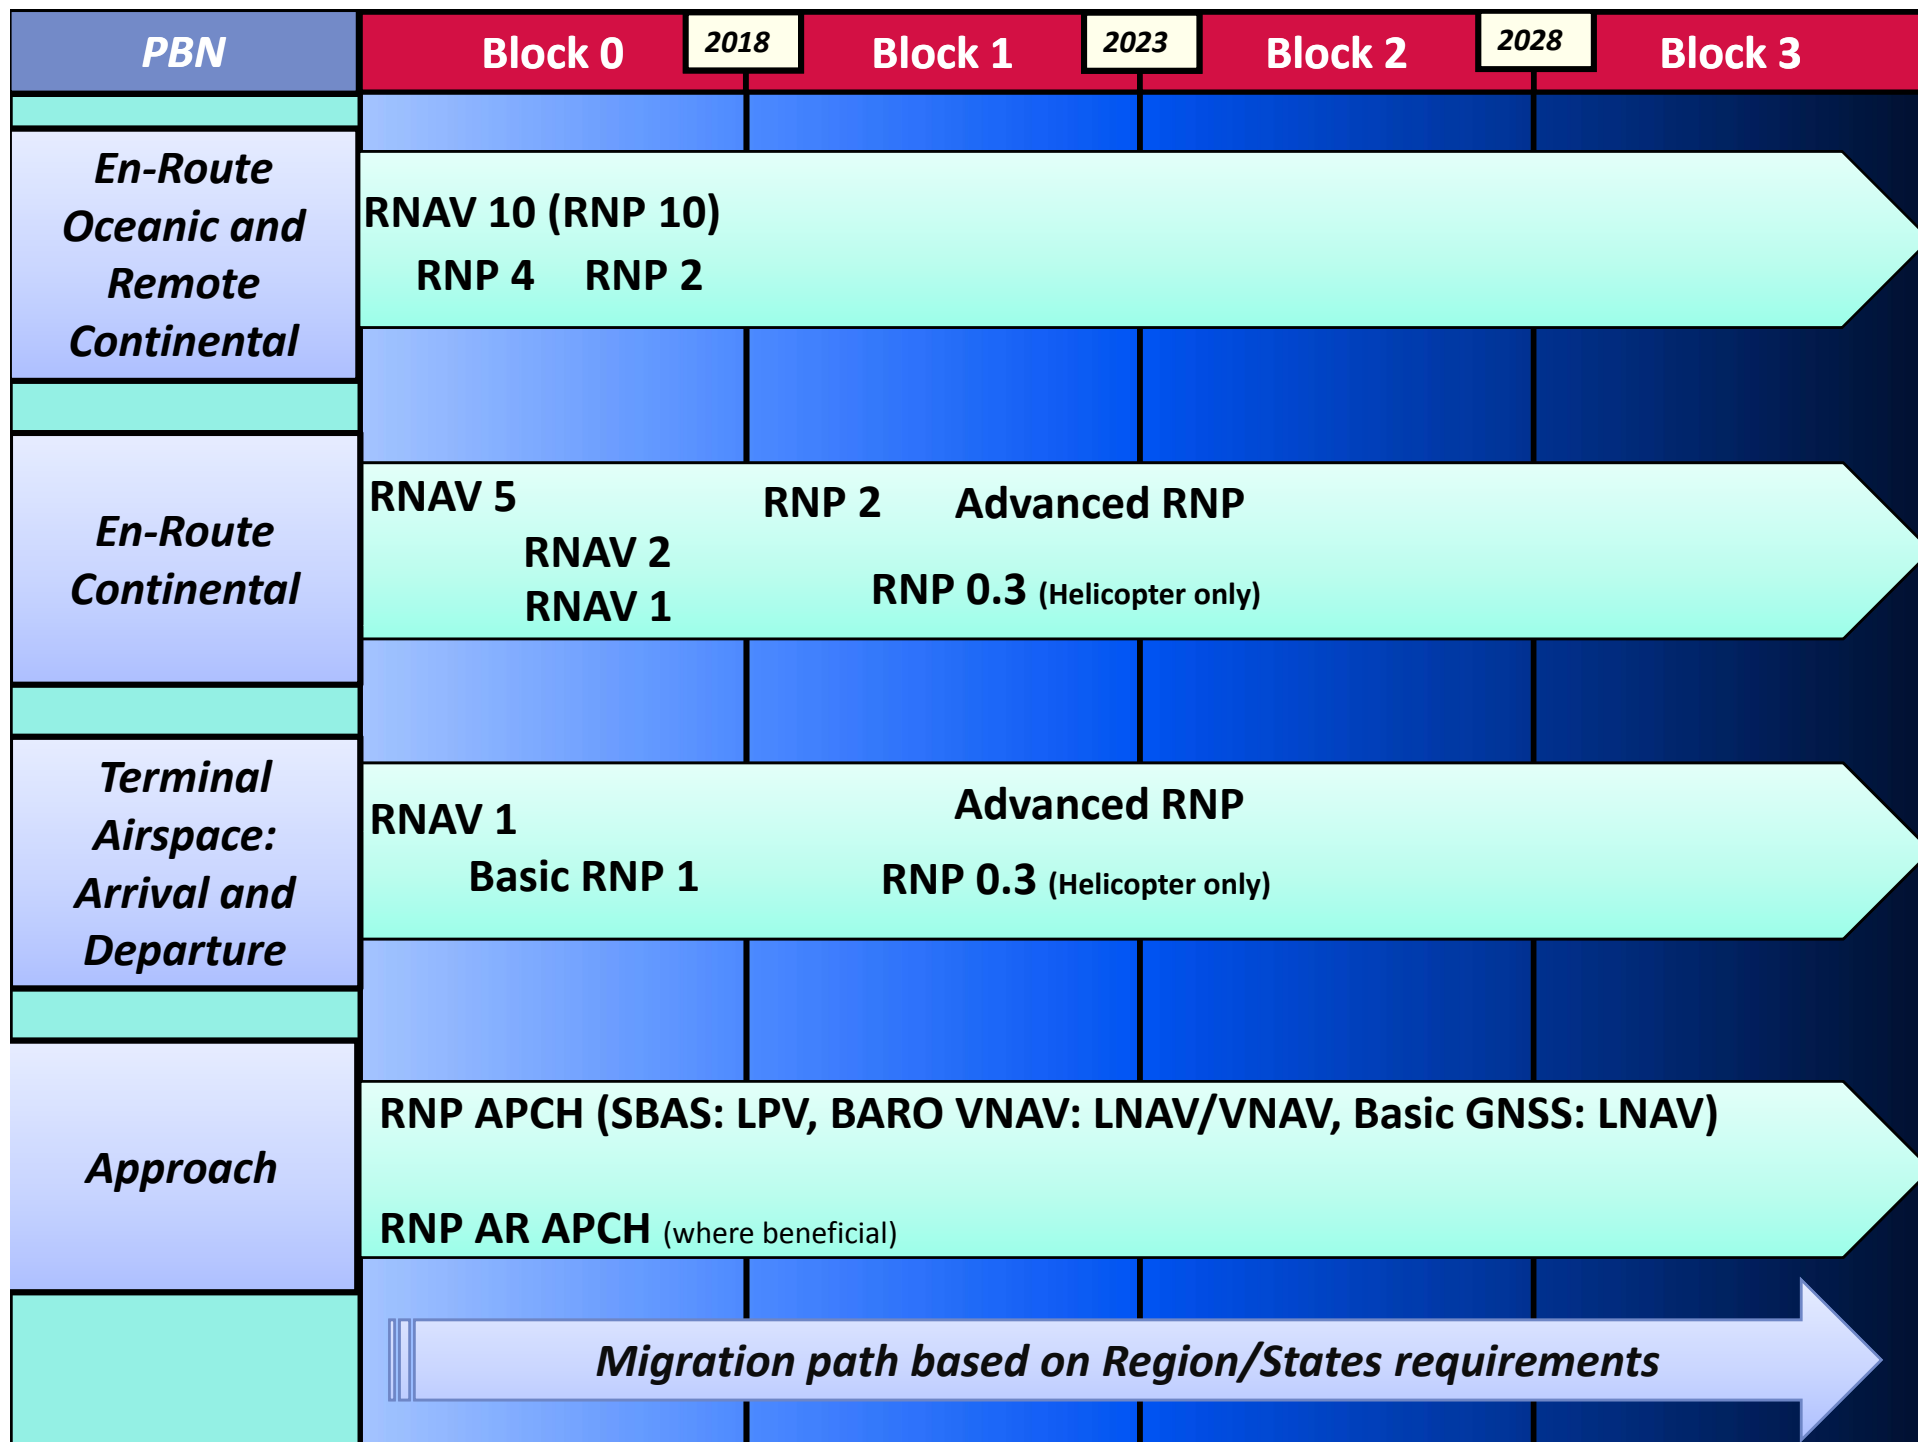 PBN
Block 0
2018
Block 1
2023
Block 2
2028
Block 3
En-Route
Oceanic and
Remote
Continental
RNAV 10 (RNP 10)
RNP 4 RNP 2
En-Route
Continental
RNAV 5
RNP 2
Advanced RNP
RNAV 2
RNAV 1
RNP 0.3 (Helicopter only)
Terminal
Airspace:
Arrival and
Departure
RNAV 1
Advanced RNP
Basic RNP 1
RNP 0.3 (Helicopter only)
Approach
RNP APCH (SBAS: LPV, BARO VNAV: LNAV/VNAV, Basic GNSS: LNAV)
RNP AR APCH (where beneficial)
Migration path based on Region/States requirements